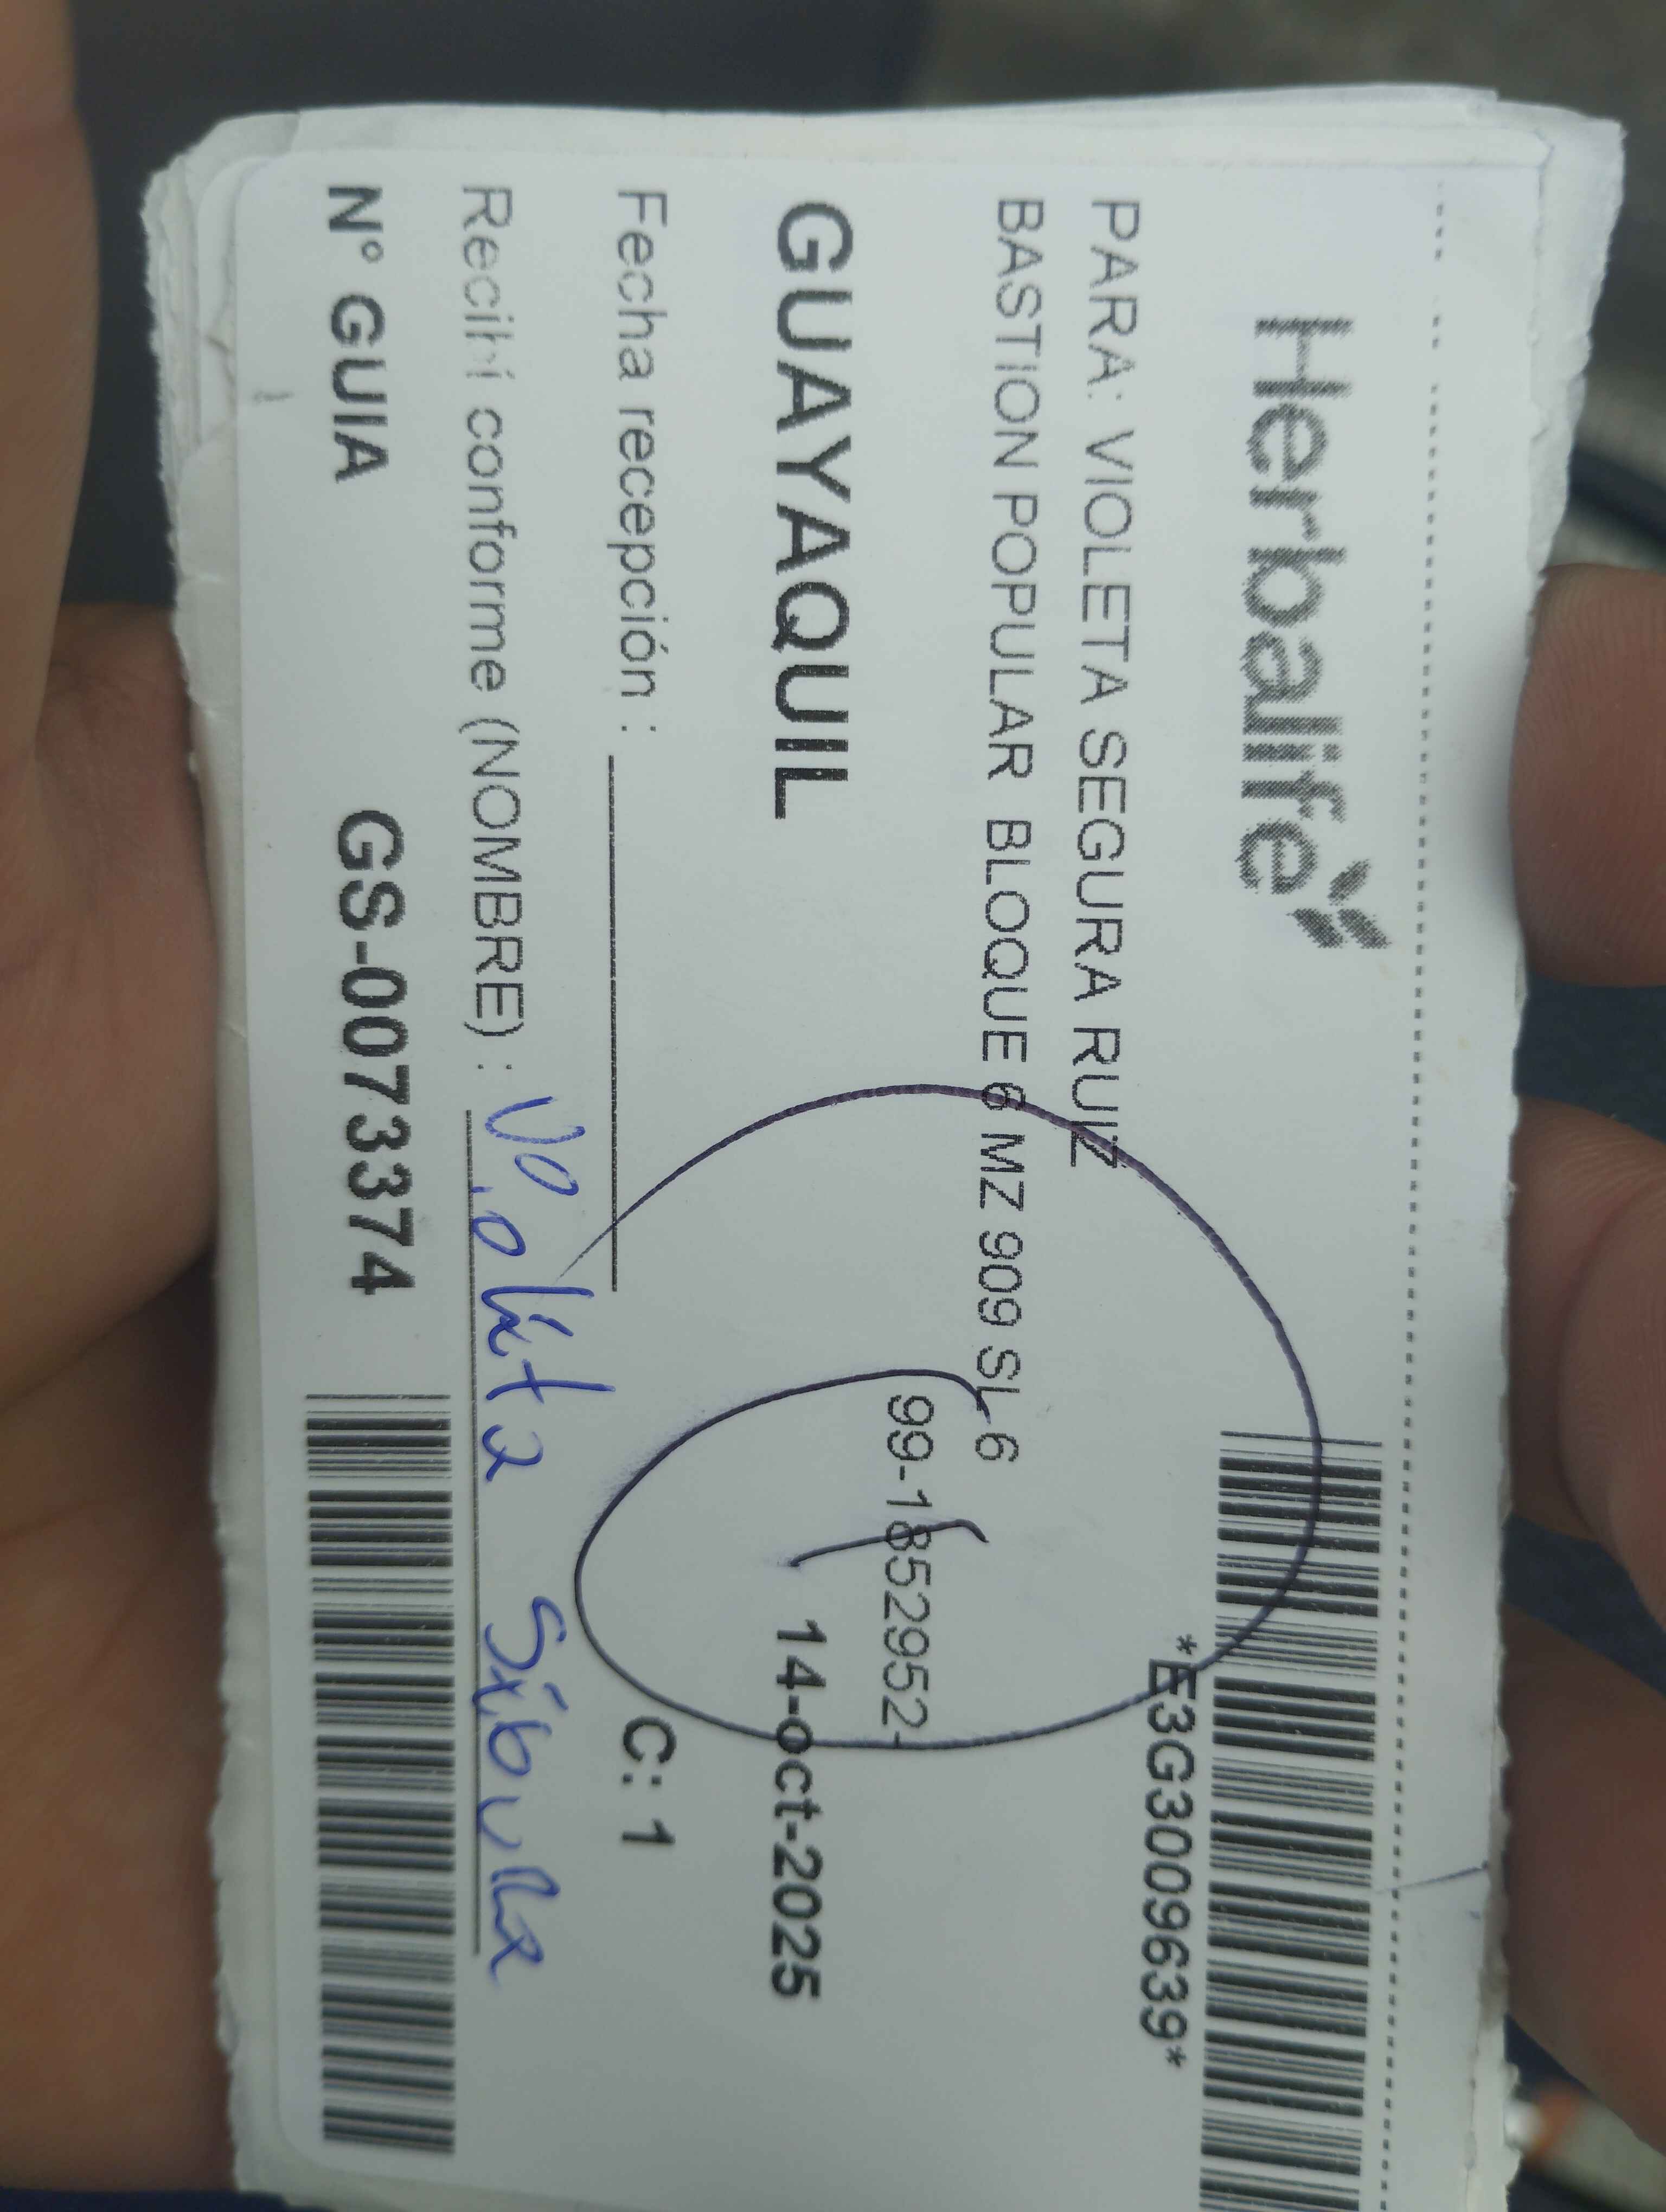 Herbalife
*E3G3009639*
PARA: VIOLETA SEGURA RUIZ
BASTION POPULAR BLOQUE 6 MZ 909 SL 6
99-1852952-
GUAYAQUIL 14-oct-2025
Fecha recepción : C: 1
Recibí conforme (NOMBRE) : Violeta
N° GUIA GS-0073374